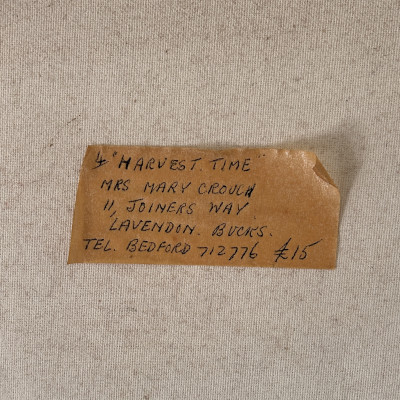 4 "HARVEST. TIME"
MRS MARY CROUCH
11, JOINERS WAY
LAVENDON. BUCKS.
TEL. BEDFORD 712776 £15